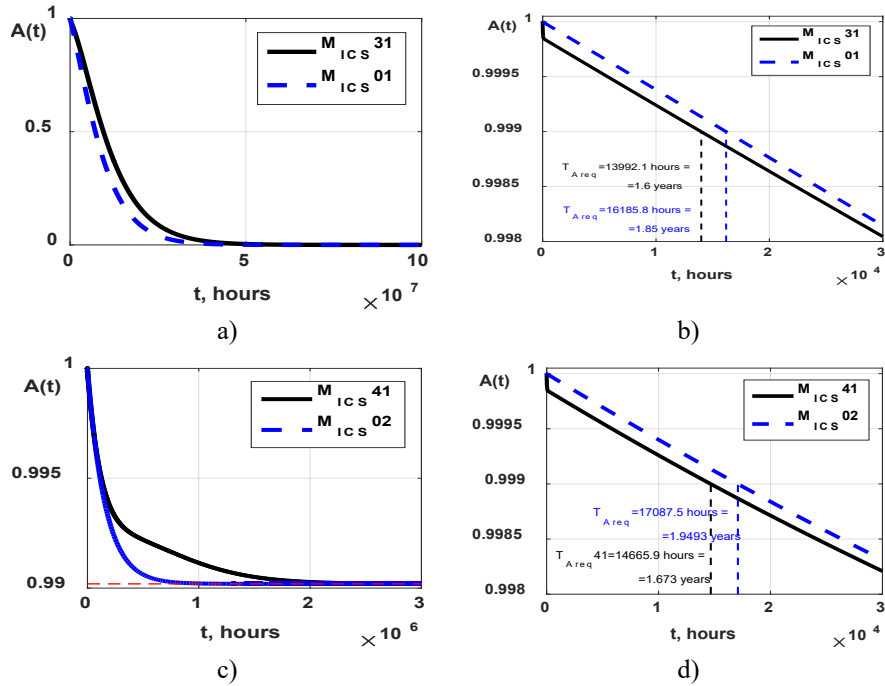 A(t)
1
0.5
0
M ICS 31
M ICS 01
0 5 10
t, hours
×10 7
a)
A(t)
1
0.9995
0.999
0.9985
0.998
M ICS 31
M ICS 01
T A req =13992.1 hours =
=1.6 years
T A req =16185.8 hours =
=1.85 years
0 1 2 3
t, hours
×10 4
b)
A(t)
1
0.995
0.99
M ICS 41
M ICS 02
0 1 2 3
t, hours
×10 6
c)
A(t)
1
0.9995
0.999
0.9985
0.998
M ICS 41
M ICS 02
T A req =17087.5 hours =
=1.9493 years
T A req 41=14665.9 hours =
=1.673 years
0 1 2 3
t, hours
×10 4
d)